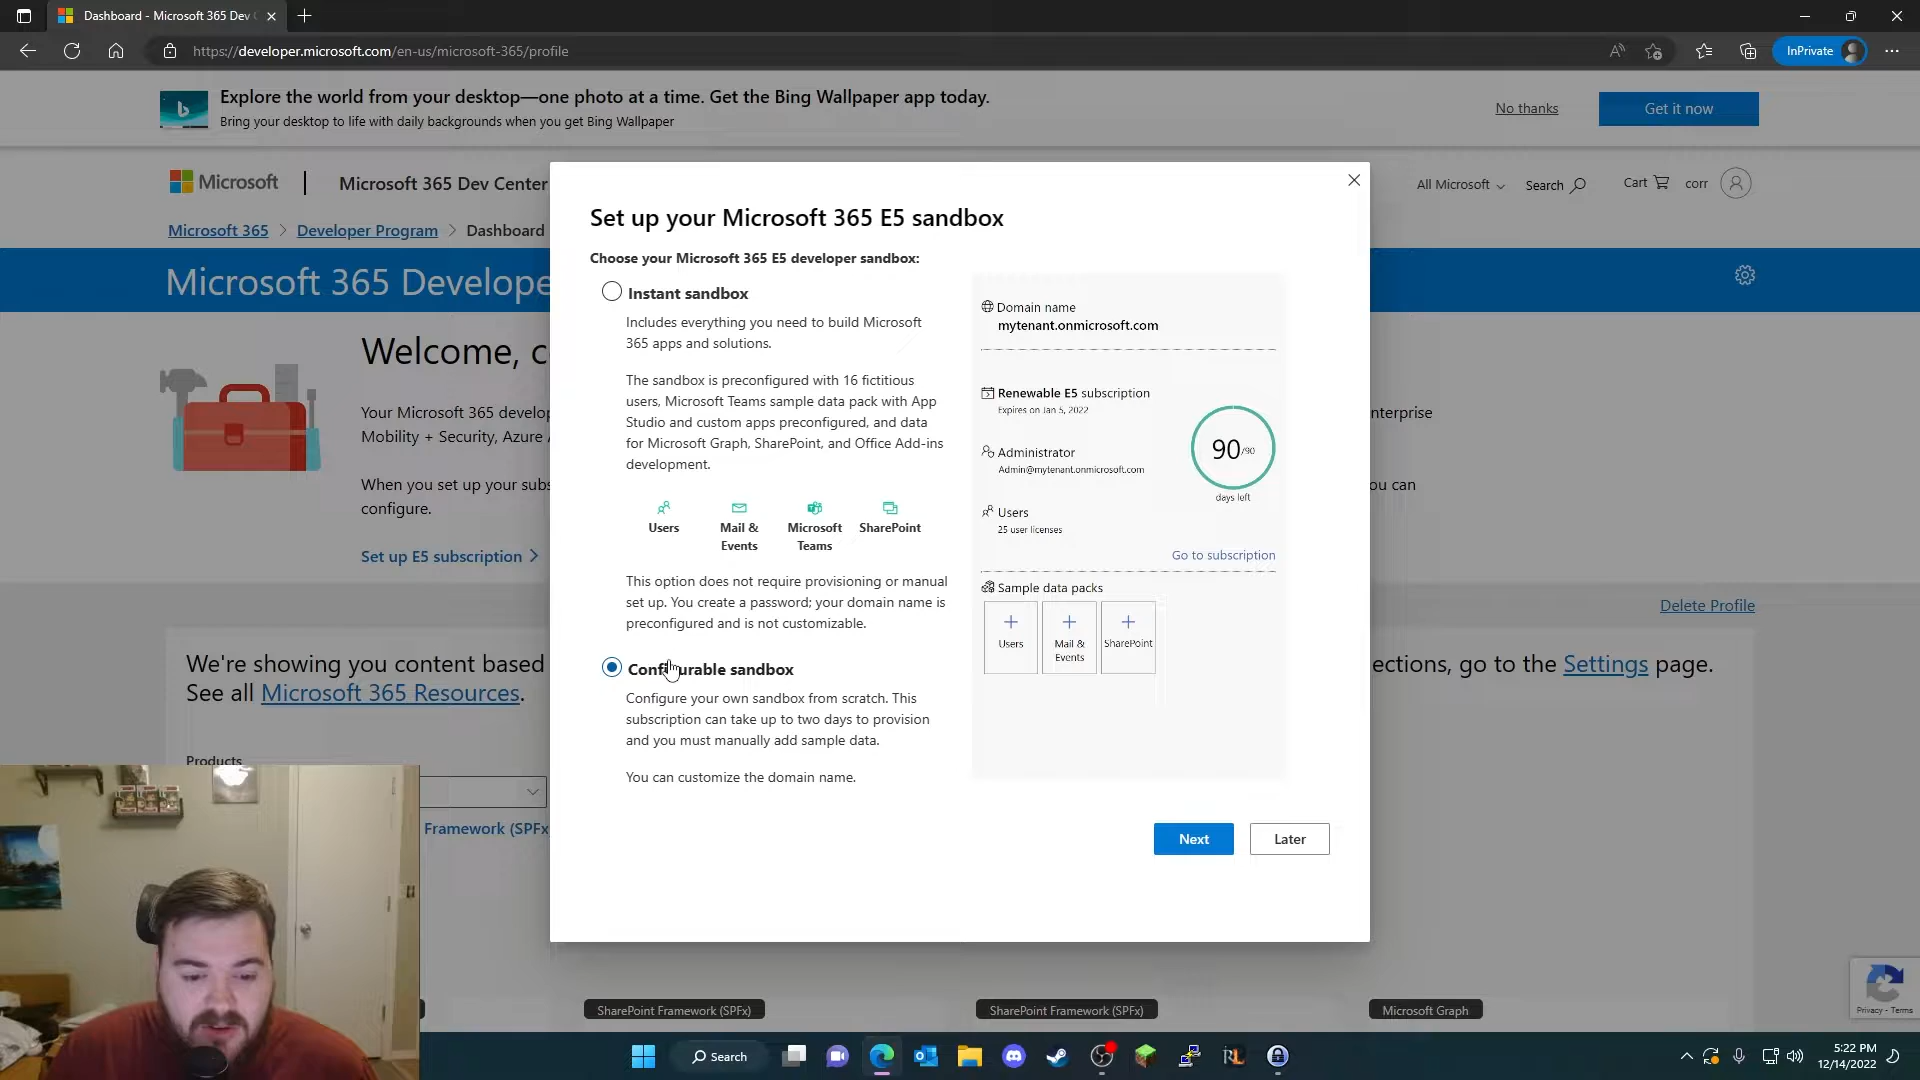 Dashboard - Microsoft 365 Dev
https://developer.microsoft.com/en-us/microsoft-365/profile
InPrivate
Explore the world from your desktop—one photo at a time. Get the Bing Wallpaper app today.
Bring your desktop to life with daily backgrounds when you get Bing Wallpaper
No thanks
Get it now
Microsoft
Microsoft 365 Dev Center
All Microsoft
Search
Cart
corr
Microsoft 365 > Developer Program > Dashboard
Microsoft 365 Develope
Welcome, c
Your Microsoft 365 develop
nterprise
Mobility + Security, Azure
When you set up your subs
ou can
configure.
Set up E5 subscription >
Delete Profile
We're showing you content based
ections, go to the Settings page.
See all Microsoft 365 Resources.
Products
Framework (SPFx
Set up your Microsoft 365 E5 sandbox
Choose your Microsoft 365 E5 developer sandbox:
Instant sandbox
Includes everything you need to build Microsoft
365 apps and solutions.
The sandbox is preconfigured with 16 fictitious
users, Microsoft Teams sample data pack with App
Studio and custom apps preconfigured, and data
for Microsoft Graph, SharePoint, and Office Add-ins
development.
Users
Mail &
Events
Microsoft
Teams
SharePoint
This option does not require provisioning or manual
set up. You create a password; your domain name is
preconfigured and is not customizable.
Configurable sandbox
Configure your own sandbox from scratch. This
subscription can take up to two days to provision
and you must manually add sample data.
You can customize the domain name.
Domain name
mytenant.onmicrosoft.com
Renewable E5 subscription
Expires on Jan 5, 2022
Administrator
Admin@mytenant.onmicrosoft.com
90/90
days left
Users
25 user licenses
Go to subscription
Sample data packs
Users
Mail &
Events
SharePoint
Next
Later
SharePoint Framework (SPFx)
SharePoint Framework (SPFx)
Microsoft Graph
Privacy - Terms
Search
5:22 PM
12/14/2022